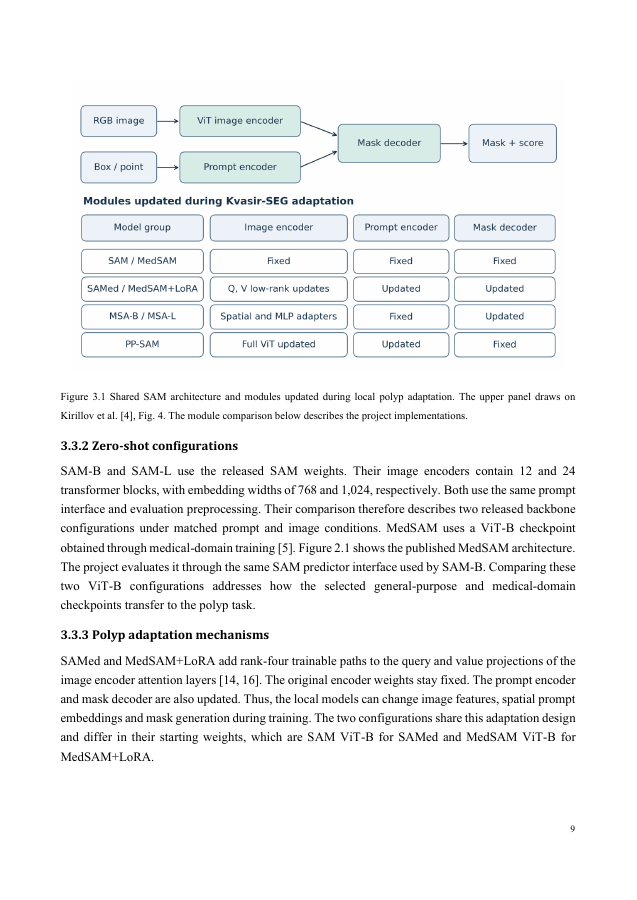 RGB image
ViT image encoder
Mask decoder
Mask + score
Box / point
Prompt encoder
Modules updated during Kvasir-SEG adaptation
Model group Image encoder Prompt encoder Mask decoder
SAM / MedSAM Fixed Fixed Fixed
SAMed / MedSAM+LoRA Q, V low-rank updates Updated Updated
MSA-B / MSA-L Spatial and MLP adapters Fixed Updated
PP-SAM Full ViT updated Updated Fixed
Figure 3.1 Shared SAM architecture and modules updated during local polyp adaptation. The upper panel draws on
Kirillov et al. [4], Fig. 4. The module comparison below describes the project implementations.
3.3.2 Zero-shot configurations
SAM-B and SAM-L use the released SAM weights. Their image encoders contain 12 and 24
transformer blocks, with embedding widths of 768 and 1,024, respectively. Both use the same prompt
interface and evaluation preprocessing. Their comparison therefore describes two released backbone
configurations under matched prompt and image conditions. MedSAM uses a ViT-B checkpoint
obtained through medical-domain training [5]. Figure 2.1 shows the published MedSAM architecture.
The project evaluates it through the same SAM predictor interface used by SAM-B. Comparing these
two ViT-B configurations addresses how the selected general-purpose and medical-domain
checkpoints transfer to the polyp task.
3.3.3 Polyp adaptation mechanisms
SAMed and MedSAM+LoRA add rank-four trainable paths to the query and value projections of the
image encoder attention layers [14, 16]. The original encoder weights stay fixed. The prompt encoder
and mask decoder are also updated. Thus, the local models can change image features, spatial prompt
embeddings and mask generation during training. The two configurations share this adaptation design
and differ in their starting weights, which are SAM ViT-B for SAMed and MedSAM ViT-B for
MedSAM+LoRA.
9